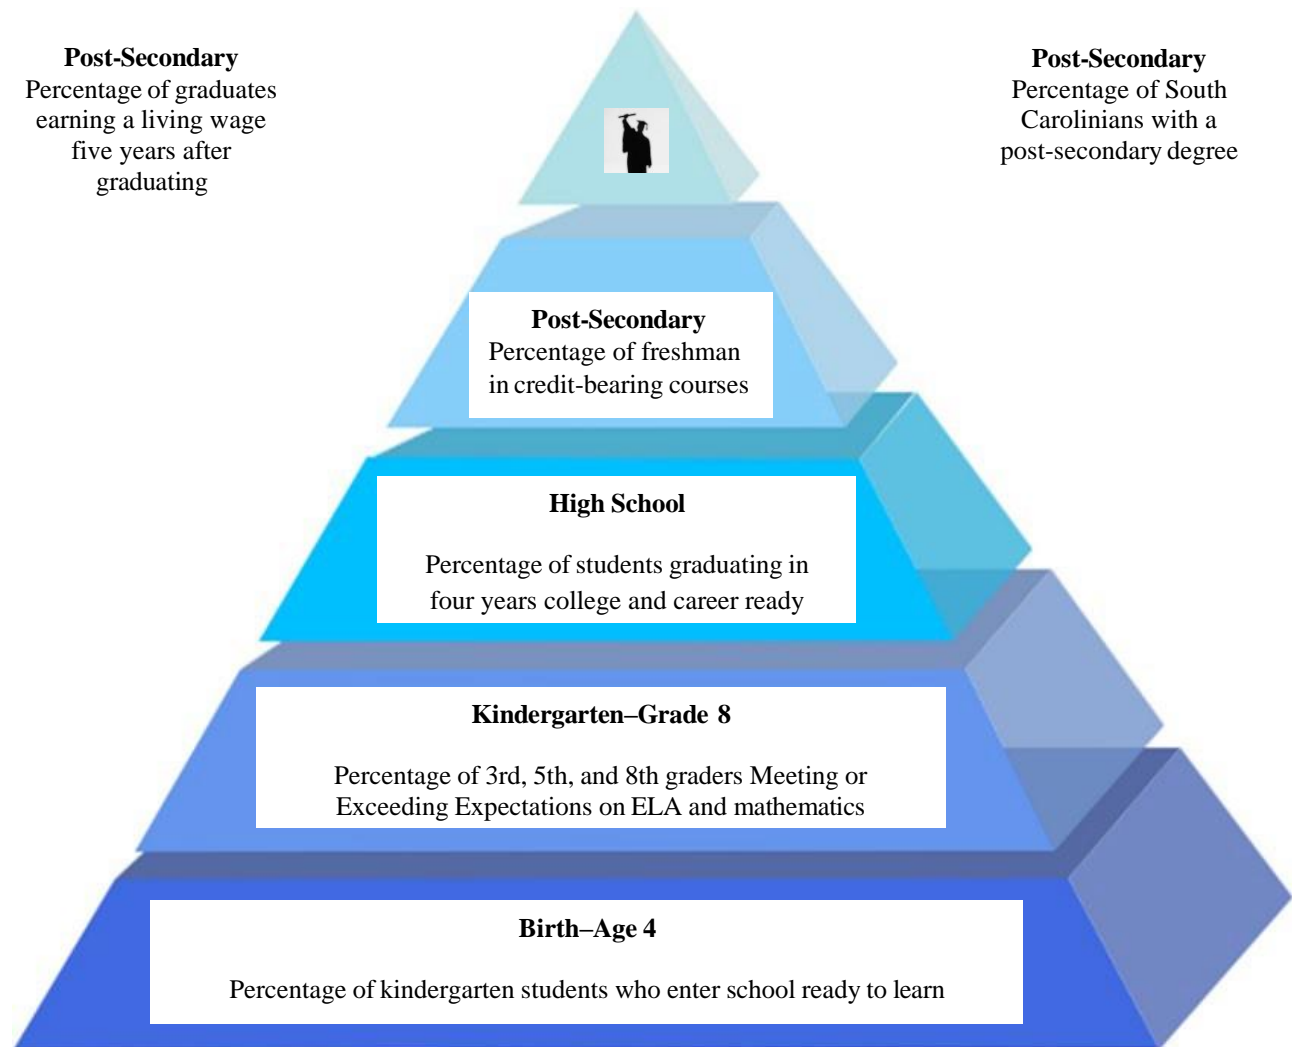 Post-Secondary
Percentage of graduates
earning a living wage
five years after
graduating
Post-Secondary
Percentage of South
Carolinians with a
post-secondary degree
Post-Secondary
Percentage of freshman
in credit-bearing courses
High School
Percentage of students graduating in
four years college and career ready
Kindergarten–Grade 8
Percentage of 3rd, 5th, and 8th graders Meeting or
Exceeding Expectations on ELA and mathematics
Birth–Age 4
Percentage of kindergarten students who enter school ready to learn